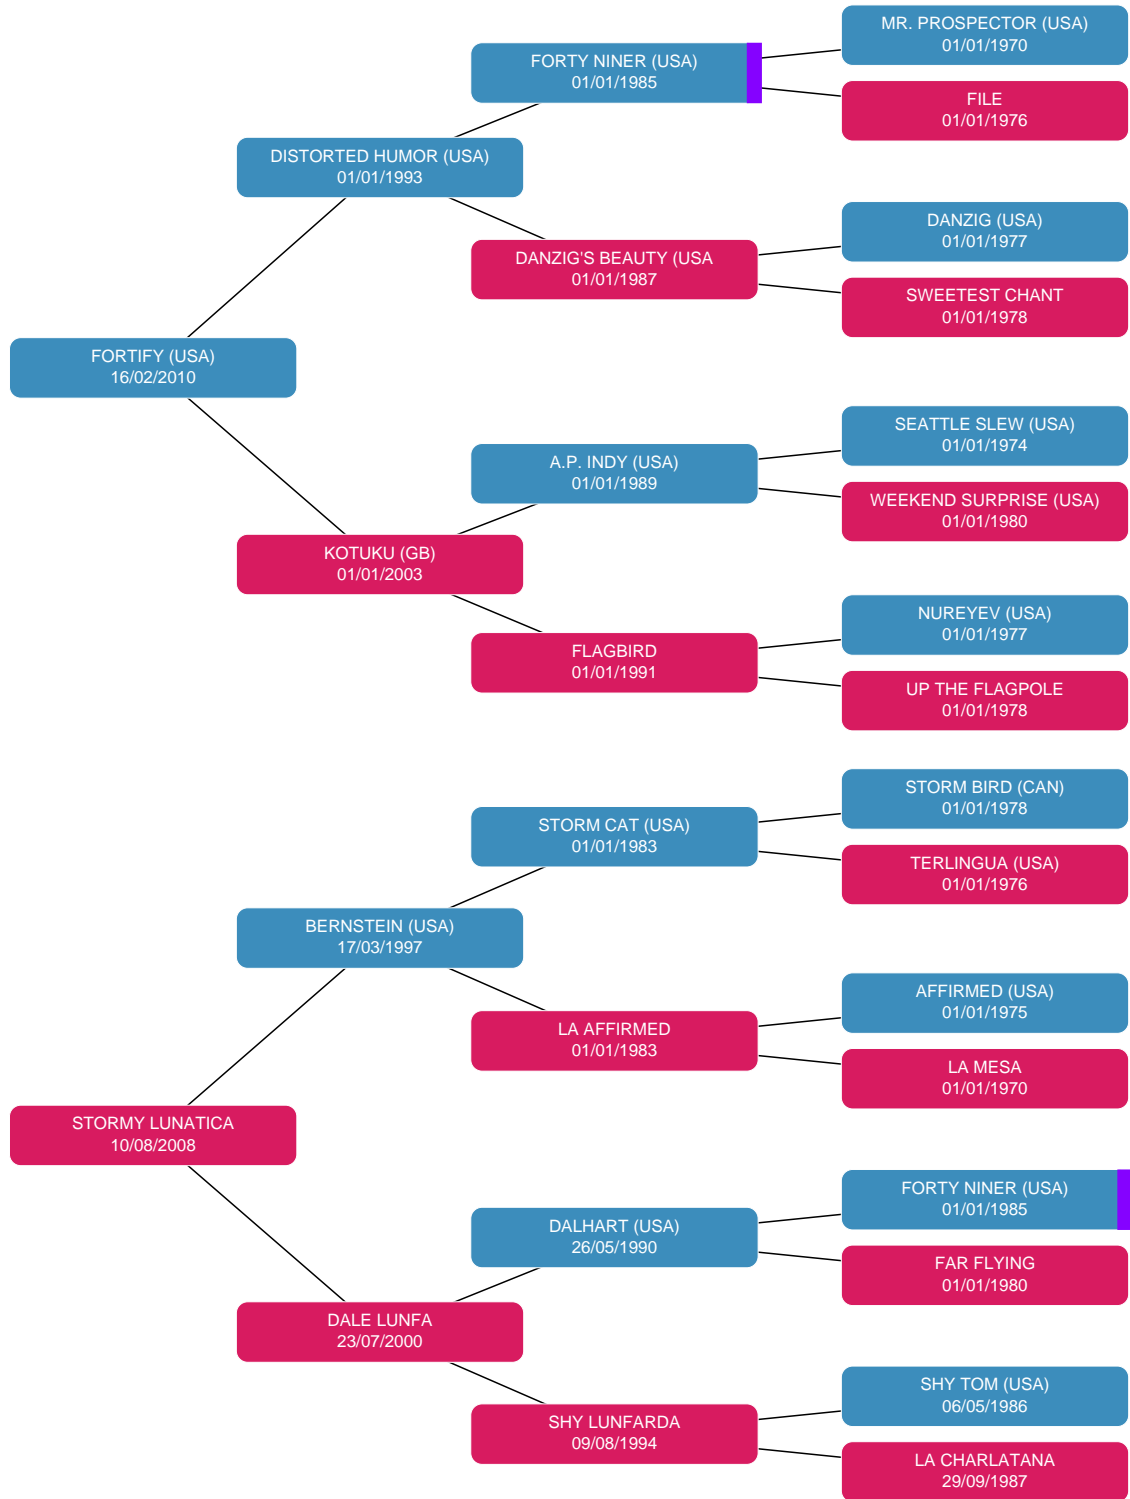 MR. PROSPECTOR (USA)
01/01/1970
FORTY NINER (USA)
01/01/1985
FILE
01/01/1976
DISTORTED HUMOR (USA)
01/01/1993
DANZIG (USA)
01/01/1977
DANZIG'S BEAUTY (USA
01/01/1987
SWEETEST CHANT
01/01/1978
FORTIFY (USA)
16/02/2010
SEATTLE SLEW (USA)
01/01/1974
A.P. INDY (USA)
01/01/1989
WEEKEND SURPRISE (USA)
01/01/1980
KOTUKU (GB)
01/01/2003
NUREYEV (USA)
01/01/1977
FLAGBIRD
01/01/1991
UP THE FLAGPOLE
01/01/1978
STORM BIRD (CAN)
01/01/1978
STORM CAT (USA)
01/01/1983
TERLINGUA (USA)
01/01/1976
BERNSTEIN (USA)
17/03/1997
AFFIRMED (USA)
01/01/1975
LA AFFIRMED
01/01/1983
LA MESA
01/01/1970
STORMY LUNATICA
10/08/2008
FORTY NINER (USA)
01/01/1985
DALHART (USA)
26/05/1990
FAR FLYING
01/01/1980
DALE LUNFA
23/07/2000
SHY TOM (USA)
06/05/1986
SHY LUNFARDA
09/08/1994
LA CHARLATANA
29/09/1987